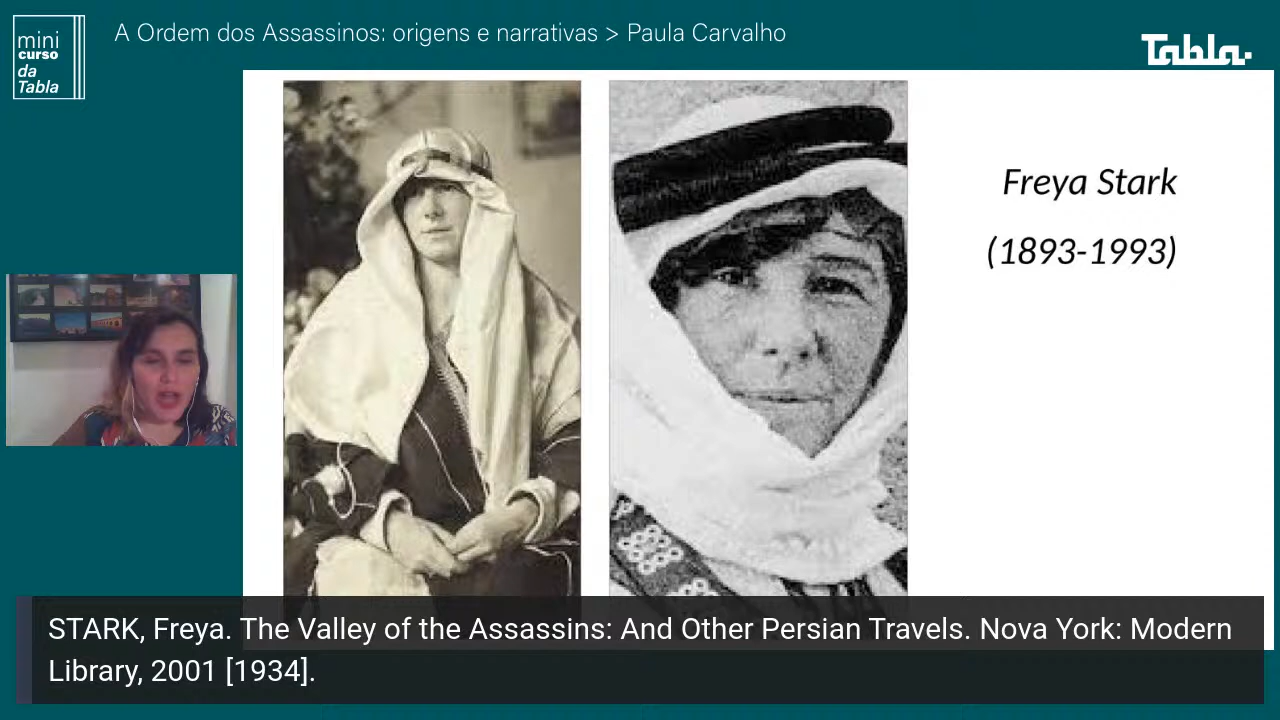 mini
curso
da
Tabla
A Ordem dos Assassinos: origens e narrativas > Paula Carvalho
Tabla.
Freya Stark
(1893-1993)
STARK, Freya. The Valley of the Assassins: And Other Persian Travels. Nova York: Modern
Library, 2001 [1934].